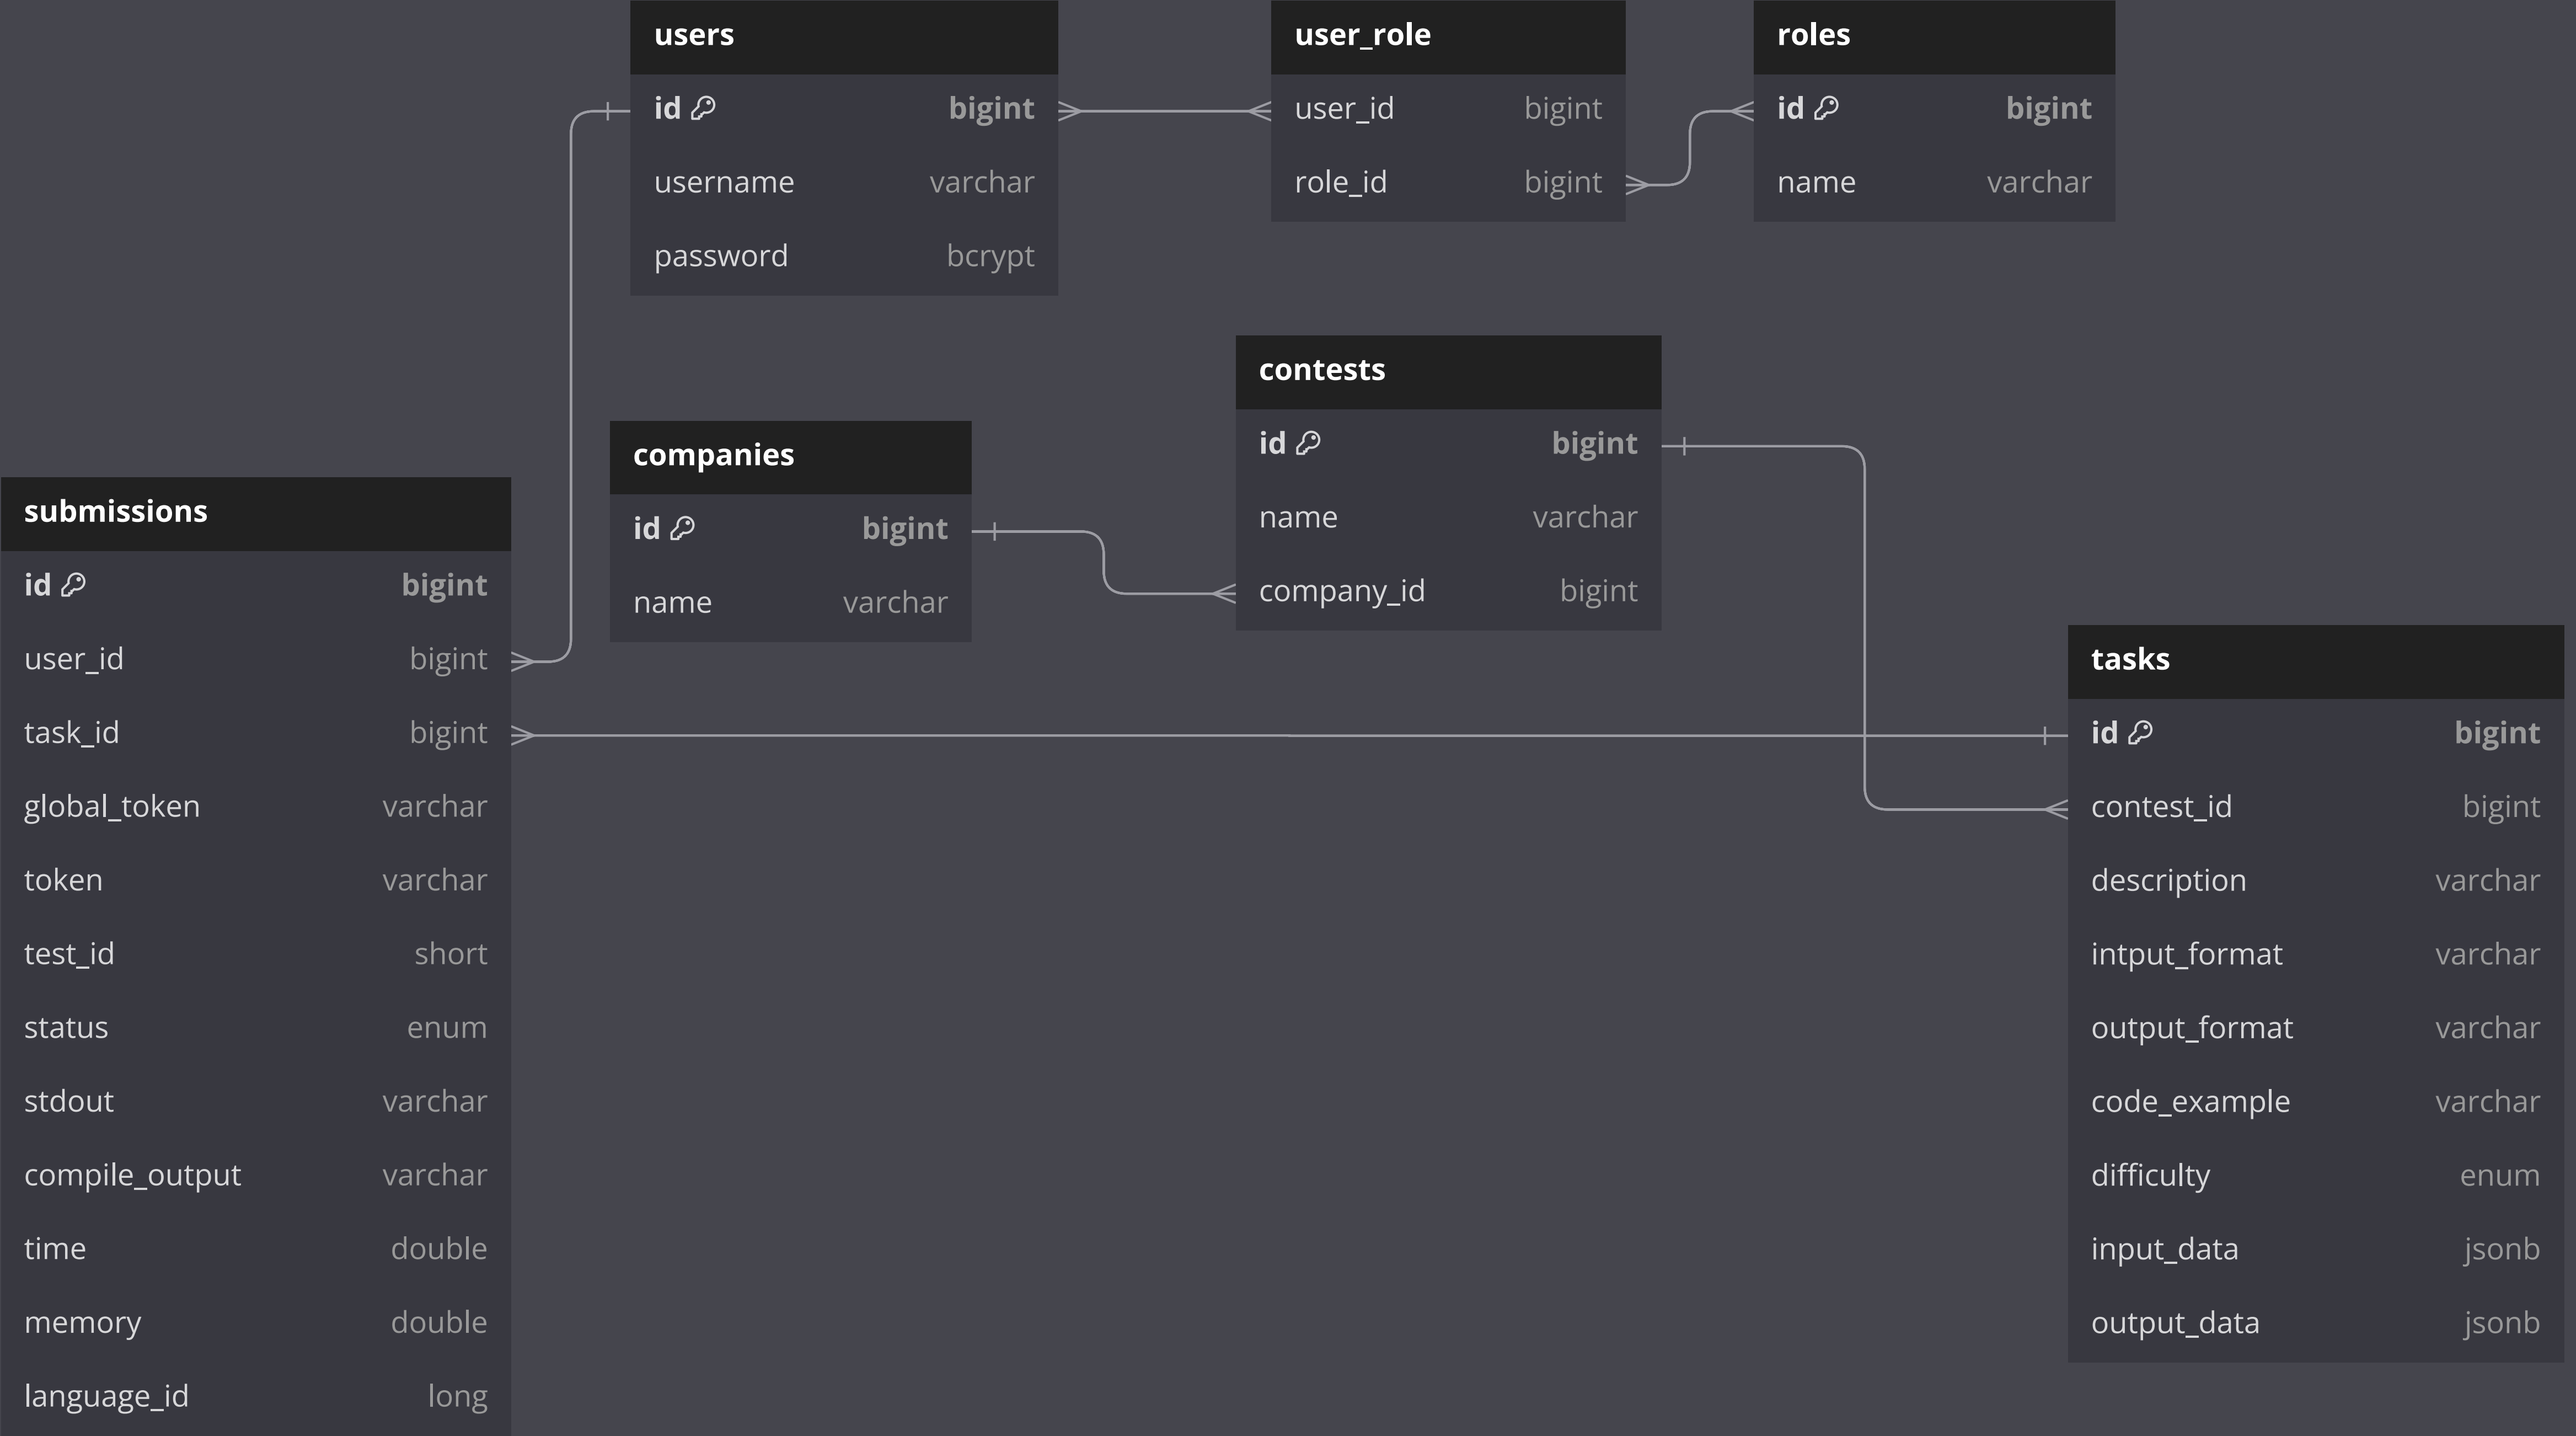 users
id bigint
username varchar
password bcrypt
user_role
user_id bigint
role_id bigint
roles
id bigint
name varchar
contests
id bigint
name varchar
company_id bigint
companies
id bigint
name varchar
submissions
id bigint
user_id bigint
task_id bigint
global_token varchar
token varchar
test_id short
status enum
stdout varchar
compile_output varchar
time double
memory double
language_id long
tasks
id bigint
contest_id bigint
description varchar
intput_format varchar
output_format varchar
code_example varchar
difficulty enum
input_data jsonb
output_data jsonb